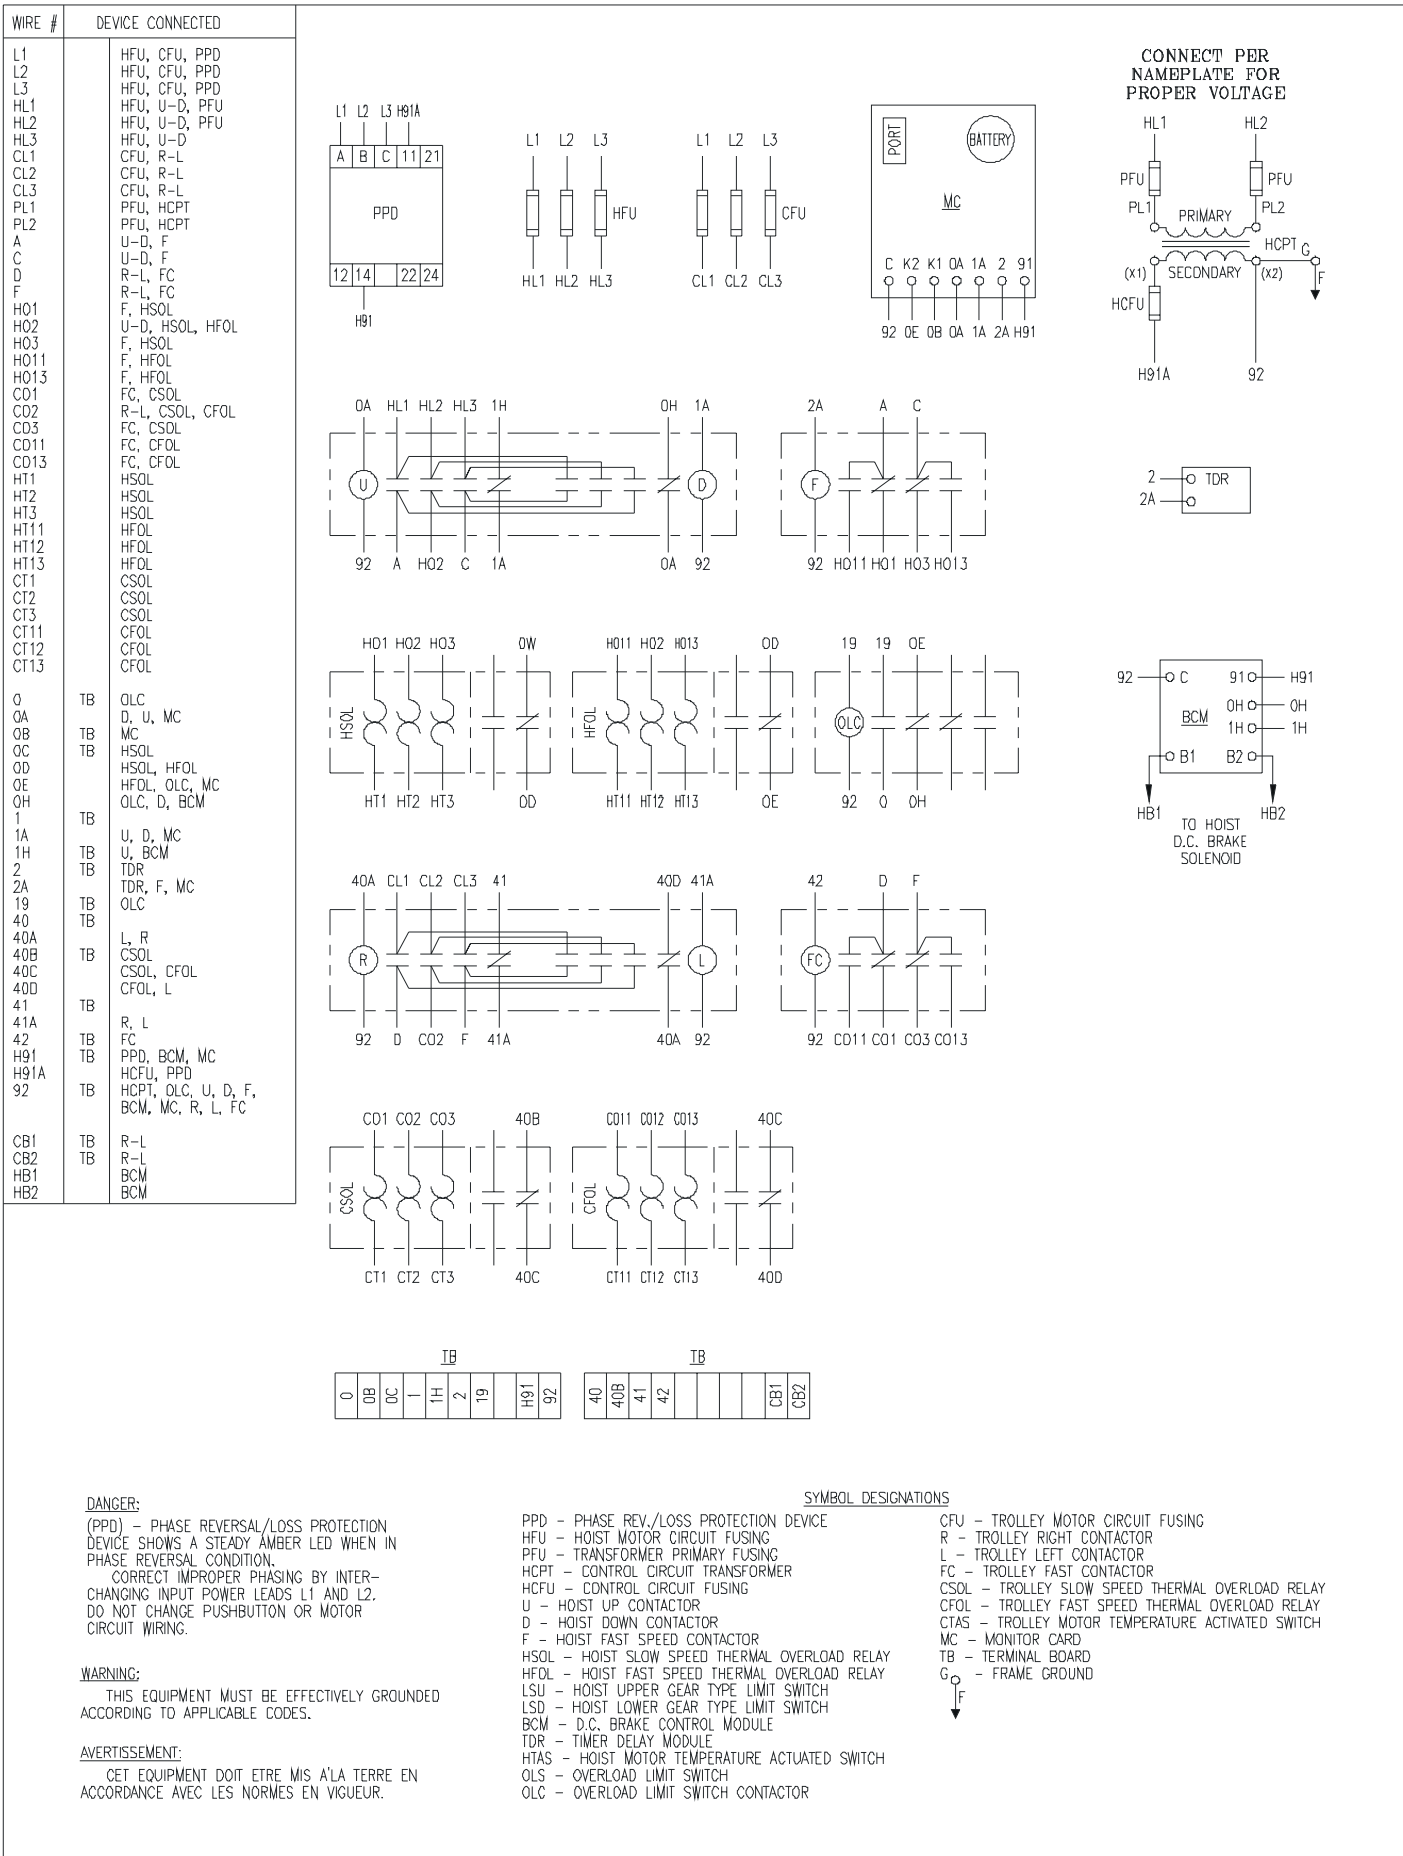 WIRE # DEVICE CONNECTED
L1 HFU, CFU, PPD
L2 HFU, CFU, PPD
L3 HFU, CFU, PPD
HL1 HFU, U-D, PFU
HL2 HFU, U-D, PFU
HL3 HFU, U-D
CL1 CFU, R-L
CL2 CFU, R-L
CL3 CFU, R-L
PL1 PFU, HCPT
PL2 PFU, HCPT
A U-D, F
C U-D, F
D R-L, FC
F R-L, FC
HO1 F, HSOL
HO2 U-D, HSOL, HFOL
HO3 F, HSOL
HO11 F, HFOL
HO13 F, HFOL
CO1 FC, CSOL
CO2 R-L, CSOL, CFOL
CO3 FC, CSOL
CO11 FC, CFOL
CO13 FC, CFOL
HT1 HSOL
HT2 HSOL
HT3 HSOL
HT11 HFOL
HT12 HFOL
HT13 HFOL
CT1 CSOL
CT2 CSOL
CT3 CSOL
CT11 CFOL
CT12 CFOL
CT13 CFOL
0 TB OLC
0A D, U, MC
0B TB MC
0C TB HSOL
0D HSOL, HFOL
0E HFOL, OLC, MC
0H OLC, D, BCM
1 TB
1A U, D, MC
1H TB U, BCM
2 TB TDR
2A TDR, F, MC
19 TB OLC
40 TB
40A L, R
40B TB CSOL
40C CSOL, CFOL
40D CFOL, L
41 TB
41A R, L
42 TB FC
H91 TB PPD, BCM, MC
H91A HCFU, PPD
92 TB HCPT, OLC, U, D, F,
BCM, MC, R, L, FC
CB1 TB R-L
CB2 TB R-L
HB1 BCM
HB2 BCM
L1 L2 L3 H91A
A B C 11 21
PPD
12 14 22 24
H91
L1 L2 L3
HFU
HL1 HL2 HL3
L1 L2 L3
CFU
CL1 CL2 CL3
PORT
BATTERY
MC
C K2 K1 0A 1A 2 91
92 0E 0B 0A 1A 2A H91
CONNECT PER
NAMEPLATE FOR
PROPER VOLTAGE
HL1 HL2
PFU PFU
PL1 PRIMARY PL2
HCPT G
(X1) SECONDARY (X2) F
HCFU
H91A 92
0A HL1 HL2 HL3 1H 0H 1A
U D
92 A HO2 C 1A 0A 92
2A A C
F
92 HO11 HO1 HO3 HO13
2 TDR
2A
HO1 HO2 HO3 0W
HSOL
HT1 HT2 HT3 0D
HO11 HO2 HO13 0D
HFOL
HT11 HT12 HT13 0E
19 19 0E
OLC
92 0 0H
92 C 91 H91
0H 0H
BCM
1H 1H
B1 B2
HB1 HB2
TO HOIST
D.C. BRAKE
SOLENOID
40A CL1 CL2 CL3 41 40D 41A
R L
92 D CO2 F 41A 40A 92
42 D F
FC
92 CO11 CO1 CO3 CO13
CO1 CO2 CO3 40B
CSOL
CT1 CT2 CT3 40C
CO11 CO12 CO13 40C
CFOL
CT11 CT12 CT13 40D
TB
0 0B 0C 1 1H 2 19 H91 92
TB
40 40B 41 42 CB1 CB2
DANGER:
(PPD) - PHASE REVERSAL/LOSS PROTECTION
DEVICE SHOWS A STEADY AMBER LED WHEN IN
PHASE REVERSAL CONDITION.
CORRECT IMPROPER PHASING BY INTER-
CHANGING INPUT POWER LEADS L1 AND L2.
DO NOT CHANGE PUSHBUTTON OR MOTOR
CIRCUIT WIRING.
WARNING:
THIS EQUIPMENT MUST BE EFFECTIVELY GROUNDED
ACCORDING TO APPLICABLE CODES.
AVERTISSEMENT:
CET EQUIPMENT DOIT ETRE MIS A'LA TERRE EN
ACCORDANCE AVEC LES NORMES EN VIGUEUR.
SYMBOL DESIGNATIONS
PPD - PHASE REV./LOSS PROTECTION DEVICE
HFU - HOIST MOTOR CIRCUIT FUSING
PFU - TRANSFORMER PRIMARY FUSING
HCPT - CONTROL CIRCUIT TRANSFORMER
HCFU - CONTROL CIRCUIT FUSING
U - HOIST UP CONTACTOR
D - HOIST DOWN CONTACTOR
F - HOIST FAST SPEED CONTACTOR
HSOL - HOIST SLOW SPEED THERMAL OVERLOAD RELAY
HFOL - HOIST FAST SPEED THERMAL OVERLOAD RELAY
LSU - HOIST UPPER GEAR TYPE LIMIT SWITCH
LSD - HOIST LOWER GEAR TYPE LIMIT SWITCH
BCM - D.C. BRAKE CONTROL MODULE
TDR - TIMER DELAY MODULE
HTAS - HOIST MOTOR TEMPERATURE ACTUATED SWITCH
OLS - OVERLOAD LIMIT SWITCH
OLC - OVERLOAD LIMIT SWITCH CONTACTOR
CFU - TROLLEY MOTOR CIRCUIT FUSING
R - TROLLEY RIGHT CONTACTOR
L - TROLLEY LEFT CONTACTOR
FC - TROLLEY FAST CONTACTOR
CSOL - TROLLEY SLOW SPEED THERMAL OVERLOAD RELAY
CFOL - TROLLEY FAST SPEED THERMAL OVERLOAD RELAY
CTAS - TROLLEY MOTOR TEMPERATURE ACTIVATED SWITCH
MC - MONITOR CARD
TB - TERMINAL BOARD
G - FRAME GROUND
F